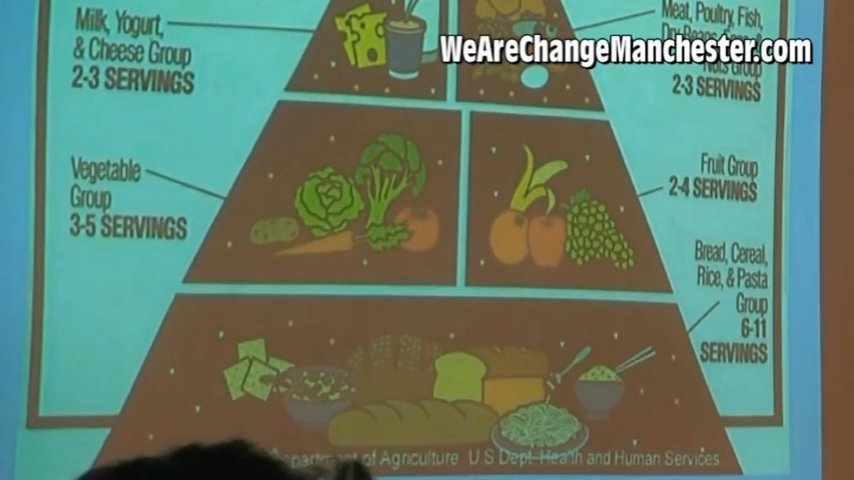 Milk, Yogurt,
& Cheese Group
2-3 SERVINGS
Meat, Poultry, Fish,
WeAreChangeManchester.com
Group
2-3 SERVINGS
Vegetable
Group
3-5 SERVINGS
Fruit Group
2-4 SERVINGS
Bread, Cereal,
Rice, & Pasta
Group
6-11
SERVINGS
of Agriculture U S Dept Health and Human Services